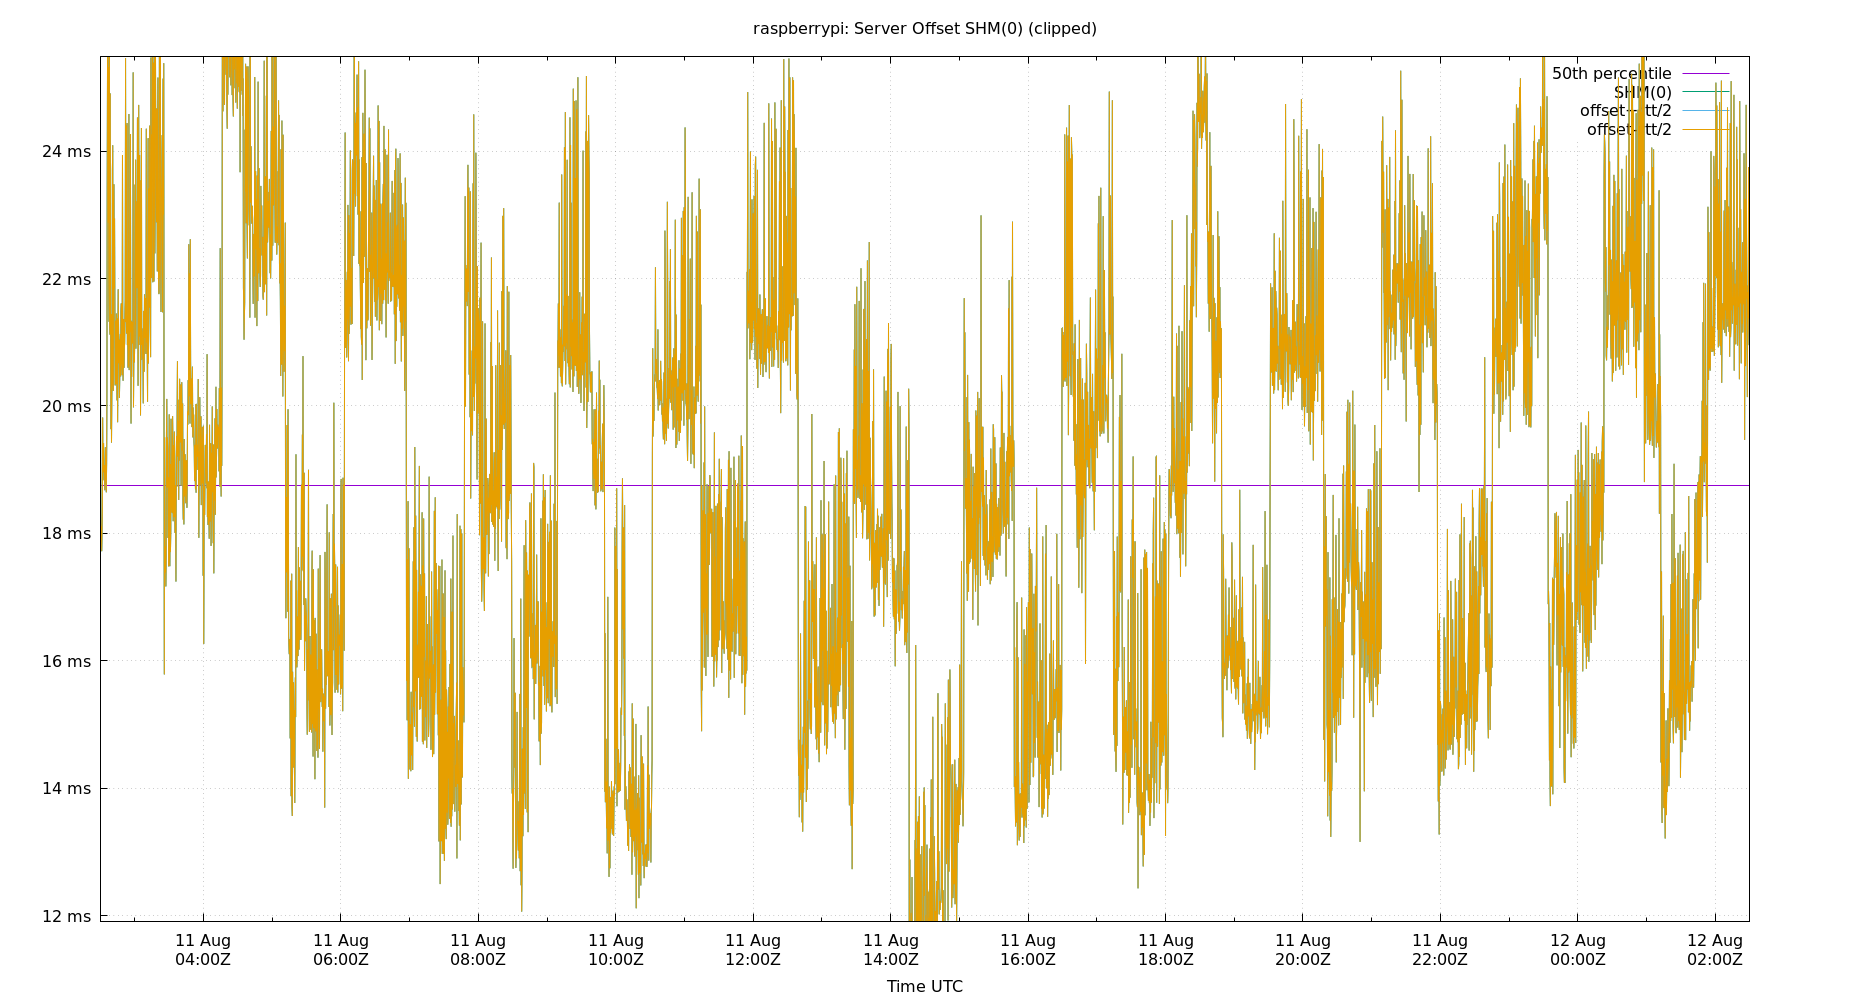 raspberrypi: Server Offset SHM(0) (clipped)
50th percentile
SHM(0)
offset-rtt/2
offset+rtt/2
24 ms
22 ms
20 ms
18 ms
16 ms
14 ms
12 ms
11 Aug 11 Aug 11 Aug 11 Aug 11 Aug 11 Aug 11 Aug 11 Aug 11 Aug 11 Aug 12 Aug 12 Aug
04:00Z 06:00Z 08:00Z 10:00Z 12:00Z 14:00Z 16:00Z 18:00Z 20:00Z 22:00Z 00:00Z 02:00Z
Time UTC